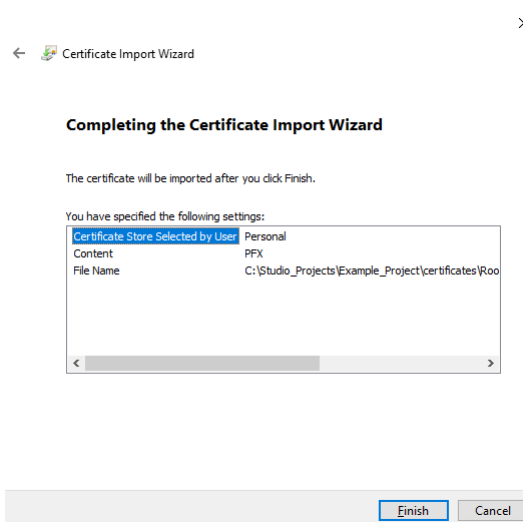 Certificate Import Wizard
Completing the Certificate Import Wizard
The certificate will be imported after you click Finish.
You have specified the following settings:
Certificate Store Selected by User Personal
Content PFX
File Name C:\Studio_Projects\Example_Project\certificates\Roo
Finish Cancel